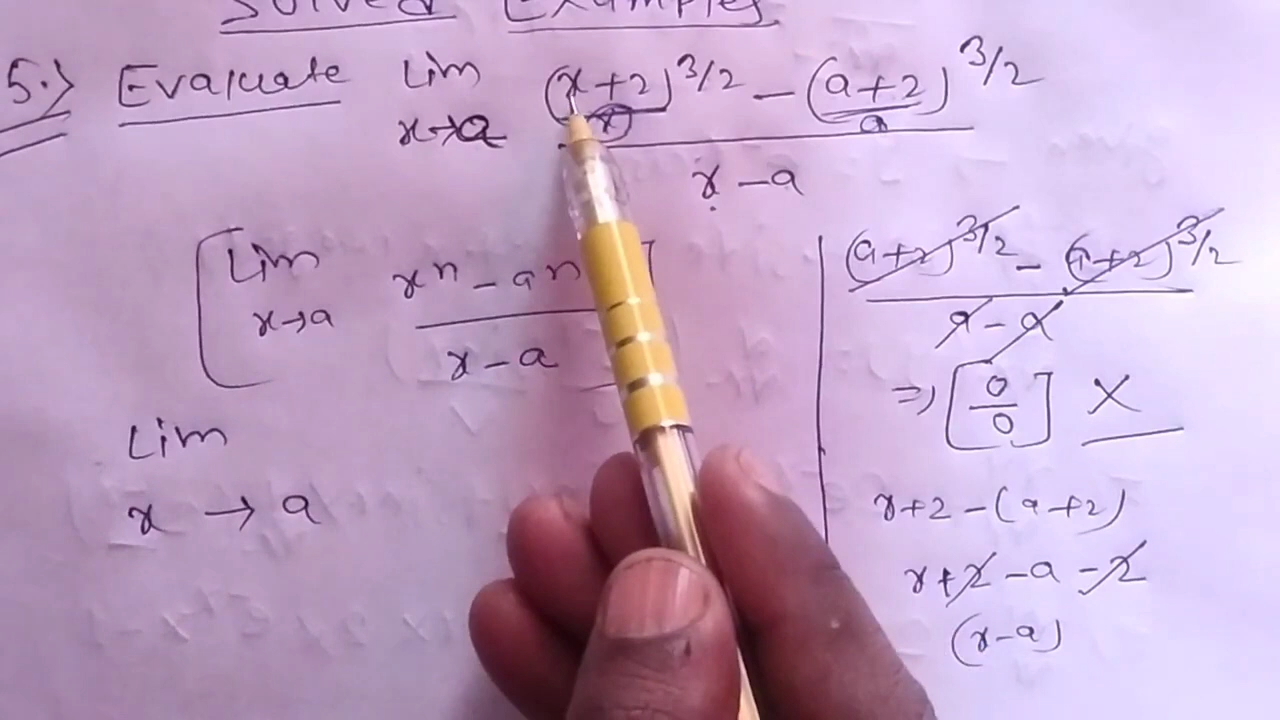 Solved Examples
5.) Evaluate Lim x→a (x+2)^3/2 - (a+2)^3/2 / x-a
x
a
[Lim x→a x^n - a^n / x-a]
(a+2)^3/2 - (a+2)^3/2 / a-a
⇒ [0/0] X
Lim
x → a
x+2-(a+2)
x+2-a-2
(x-a)